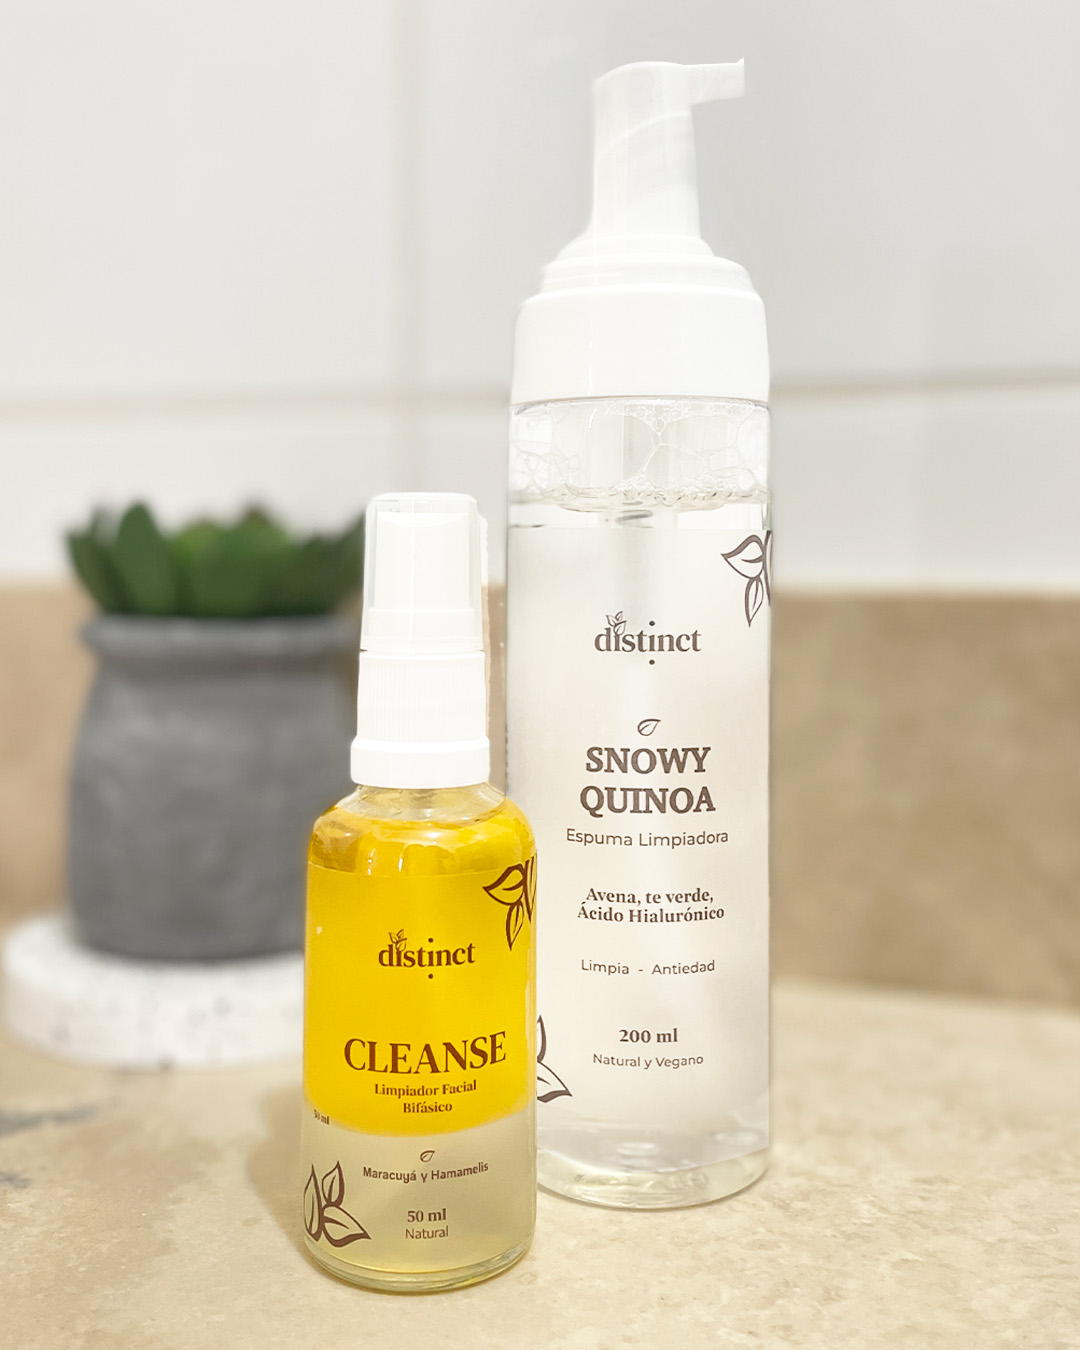 distinct
SNOWY
QUINOA
Espuma Limpiadora
Avena, te verde,
Ácido Hialurónico
Limpia - Antiedad
200 ml
Natural y Vegano
distinct
CLEANSE
Limpiador Facial
Bifásico
50 ml
Maracuyá y Hamamelis
50 ml
Natural